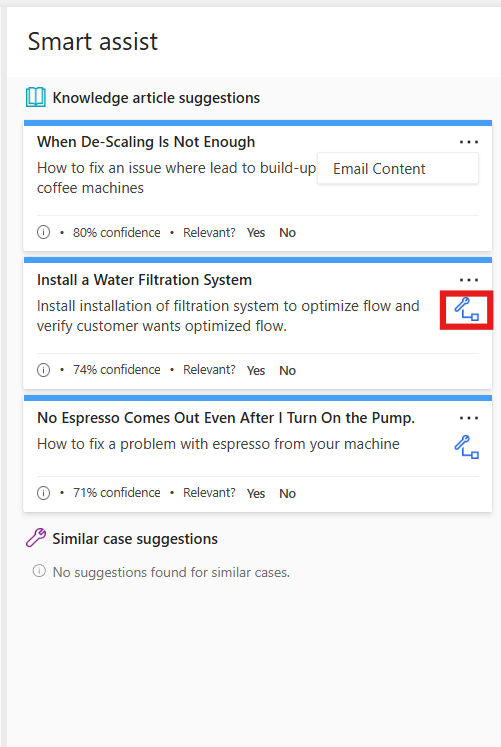 Smart assist
Knowledge article suggestions
When De-Scaling Is Not Enough
How to fix an issue where lead to build-up
Email Content
coffee machines
• 80% confidence • Relevant? Yes No
Install a Water Filtration System
Install installation of filtration system to optimize flow and
verify customer wants optimized flow.
• 74% confidence • Relevant? Yes No
No Espresso Comes Out Even After I Turn On the Pump.
How to fix a problem with espresso from your machine
• 71% confidence • Relevant? Yes No
Similar case suggestions
No suggestions found for similar cases.